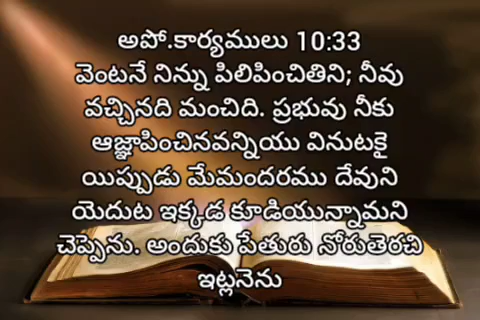 అపో.కార్యములు 10:33
వెంటనే నిన్ను పిలిపించితిని; నీవు
వచ్చినది మంచిది. ప్రభువు నీకు
ఆజ్ఞాపించినవన్నియు వినుటకై
యిప్పుడు మేమందరము దేవుని
యెదుట ఇక్కడ కూడియున్నామని
చెప్పెను. అందుకు పేతురు నోరుతెరచి
ఇట్లనెను